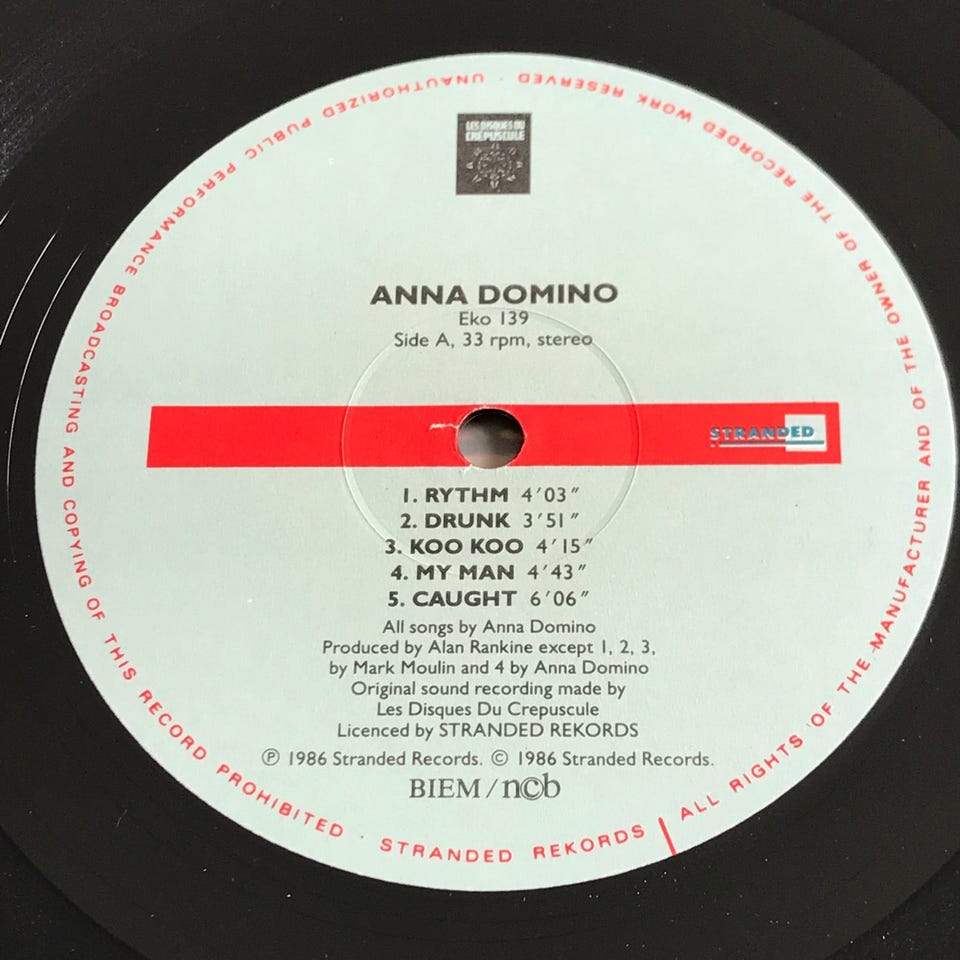 LES DISQUES DU
CRÉPUSCULE
ANNA DOMINO
Eko 139
Side A, 33 rpm, stereo
STRANDED
1. RYTHM 4'03"
2. DRUNK 3'51"
3. KOO KOO 4'15"
4. MY MAN 4'43"
5. CAUGHT 6'06"
All songs by Anna Domino
Produced by Alan Rankine except 1, 2, 3,
by Mark Moulin and 4 by Anna Domino
Original sound recording made by
Les Disques Du Crepuscule
Licenced by STRANDED REKORDS
℗ 1986 Stranded Records. © 1986 Stranded Records.
BIEM / n©b
ALL RIGHTS OF THE MANUFACTURER AND OF THE OWNER OF THE RECORDED WORK RESERVED · UNAUTHORIZED PUBLIC PERFORMANCE BROADCASTING AND COPYING OF THIS RECORD PROHIBITED
STRANDED REKORDS